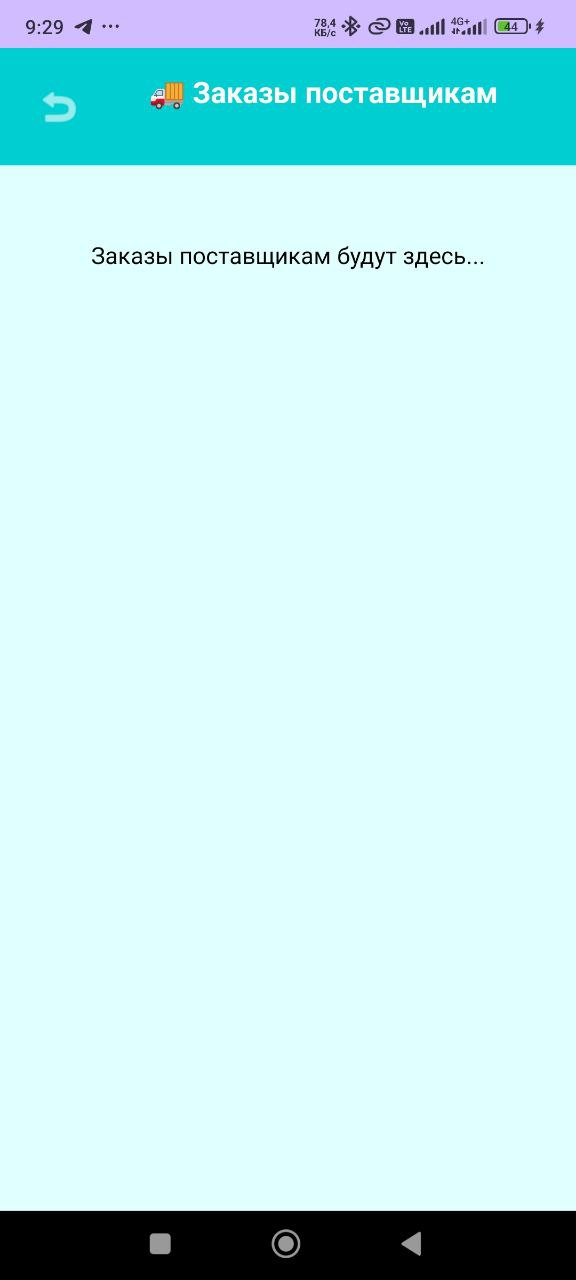 9:29 78,4 КБ/с Vo LTE 4G+ 44
🚚 Заказы поставщикам
Заказы поставщикам будут здесь...